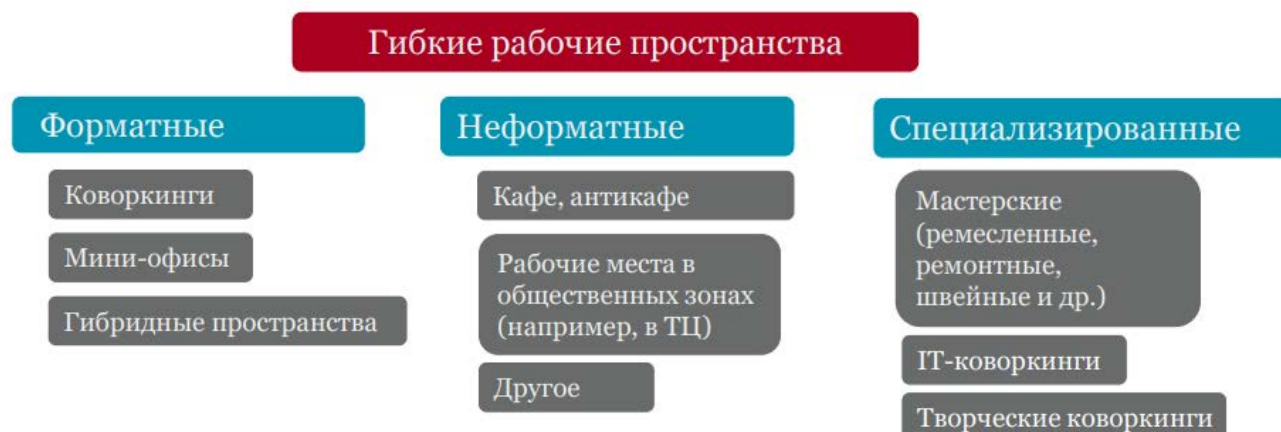 Гибкие рабочие пространства
Форматные
Коворкинги
Мини-офисы
Гибридные пространства
Неформатные
Кафе, антикафе
Рабочие места в
общественных зонах
(например, в ТЦ)
Другое
Специализированные
Мастерские
(ремесленные,
ремонтные,
швейные и др.)
IT-коворкинги
Творческие коворкинги